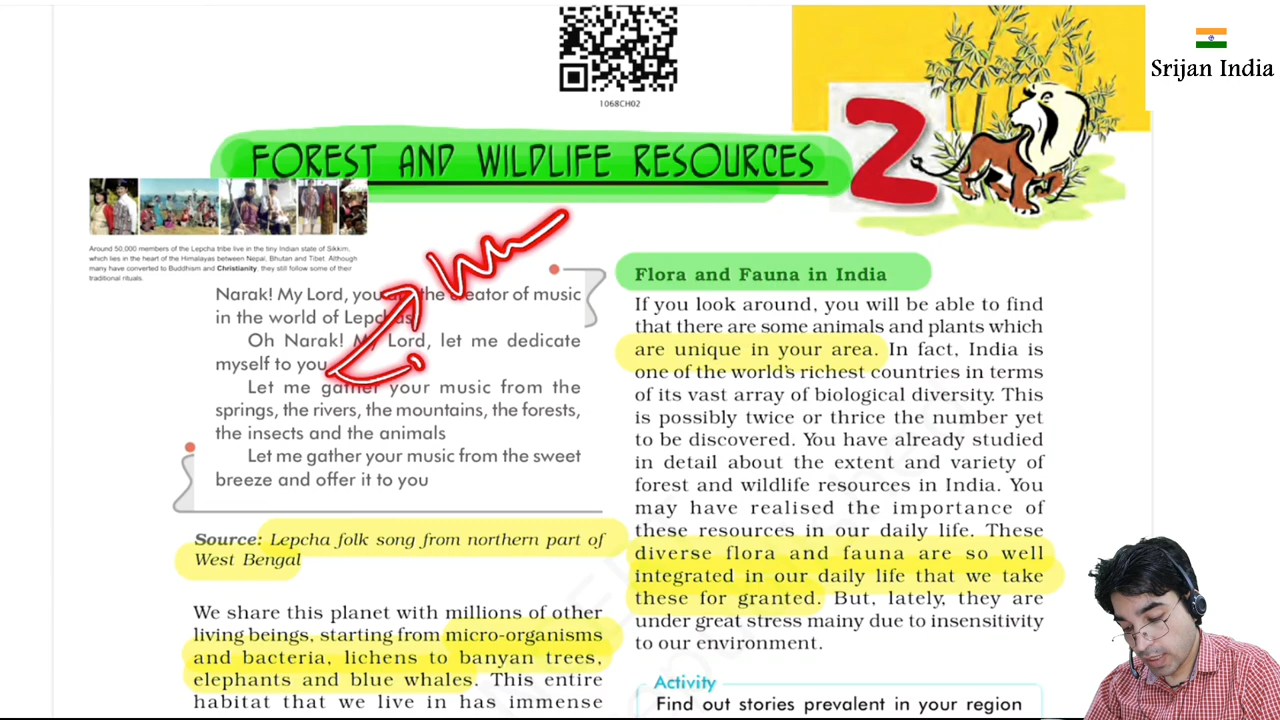 1068CH02
Srijan India
FOREST AND WILDLIFE RESOURCES
2
Around 50,000 members of the Lepcha tribe live in the tiny Indian state of Sikkim,
which lies in the heart of the Himalayas between Nepal, Bhutan and Tibet. Although
many have converted to Buddhism and Christianity, they still follow some of their
traditional rituals.
Narak! My Lord, you the creator of music
in the world of Lepchas
Oh Narak! My Lord, let me dedicate
myself to you
Let me gather your music from the
springs, the rivers, the mountains, the forests,
the insects and the animals
Let me gather your music from the sweet
breeze and offer it to you
Source: Lepcha folk song from northern part of
West Bengal
We share this planet with millions of other
living beings, starting from micro-organisms
and bacteria, lichens to banyan trees,
elephants and blue whales. This entire
habitat that we live in has immense
Flora and Fauna in India
If you look around, you will be able to find
that there are some animals and plants which
are unique in your area. In fact, India is
one of the world's richest countries in terms
of its vast array of biological diversity. This
is possibly twice or thrice the number yet
to be discovered. You have already studied
in detail about the extent and variety of
forest and wildlife resources in India. You
may have realised the importance of
these resources in our daily life. These
diverse flora and fauna are so well
integrated in our daily life that we take
these for granted. But, lately, they are
under great stress mainy due to insensitivity
to our environment.
Activity
Find out stories prevalent in your region